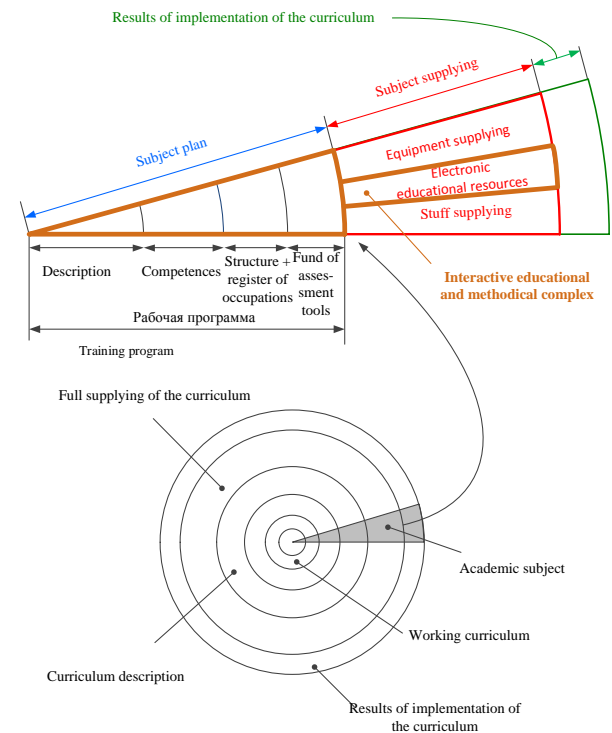 Results of implementation of the curriculum
Subject supplying
Subject plan
Equipment supplying
Electronic
educational resources
Stuff supplying
Description
Competences
Structure +
register of
occupations
Fund of
asses-
sment
tools
Interactive educational
and methodical complex
Рабочая программа
Training program
Full supplying of the curriculum
Academic subject
Working curriculum
Curriculum description
Results of implementation of
the curriculum